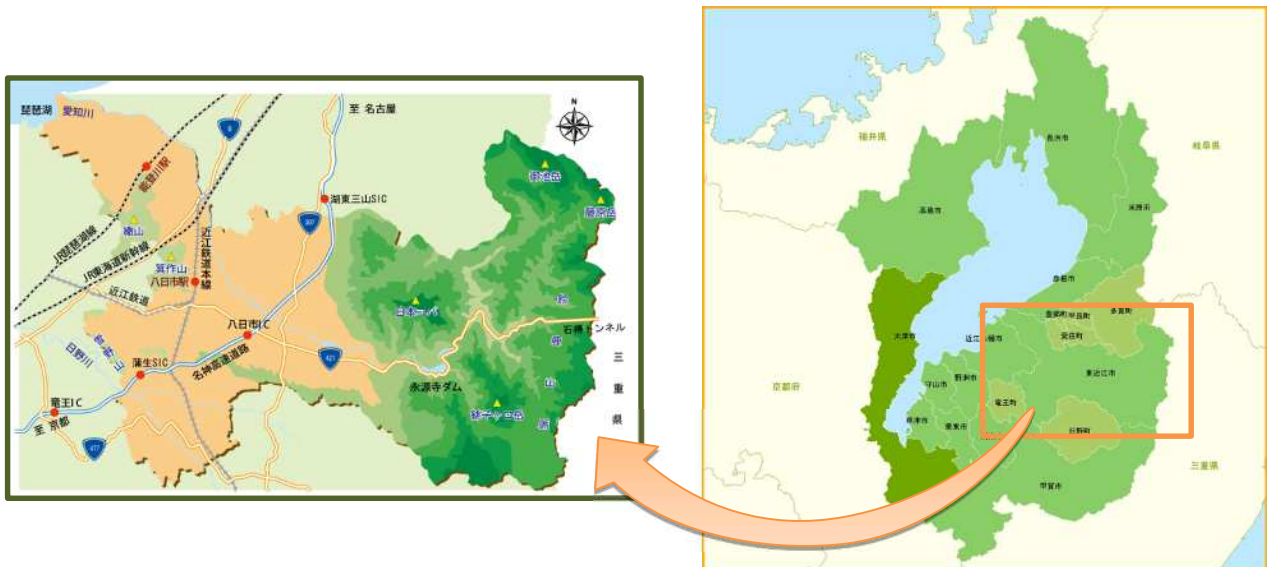 琵琶湖
愛知川
至 名古屋
N
8
能登川駅
湖東三山SIC
御池岳
藤原岳
307
繖山
JR琵琶湖線
JR東海道新幹線
近江鉄道本線
箕作山
八日市駅
近江鉄道
日本コバ
鈴鹿山脈
石榑トンネル
八日市IC
421
日野川
蒲生SIC
名神高速道路
永源寺ダム
三重県
銚子ヶ口岳
竜王IC
至 京都
477
福井県
岐阜県
長浜市
高島市
米原市
彦根市
多賀町
豊郷町
甲良町
愛荘町
大津市
近江八幡市
東近江市
京都府
守山市
野洲市
竜王町
草津市
栗東市
日野町
三重県
甲賀市